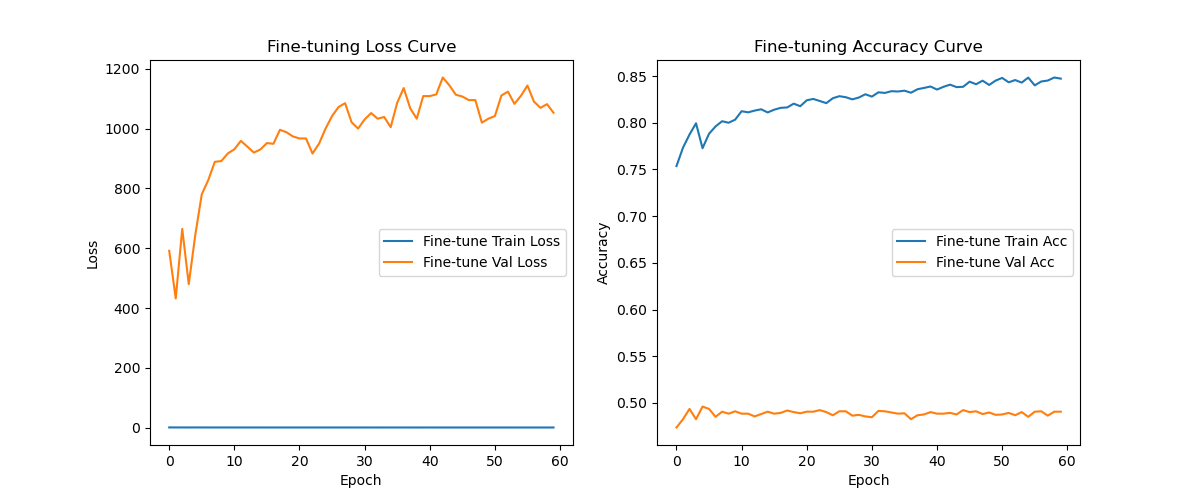 Fine-tuning Loss Curve
1200
1000
800
600
400
200
0
Loss
Fine-tune Train Loss
Fine-tune Val Loss
0 10 20 30 40 50 60
Epoch
Fine-tuning Accuracy Curve
0.85
0.80
0.75
0.70
0.65
0.60
0.55
0.50
Accuracy
Fine-tune Train Acc
Fine-tune Val Acc
0 10 20 30 40 50 60
Epoch